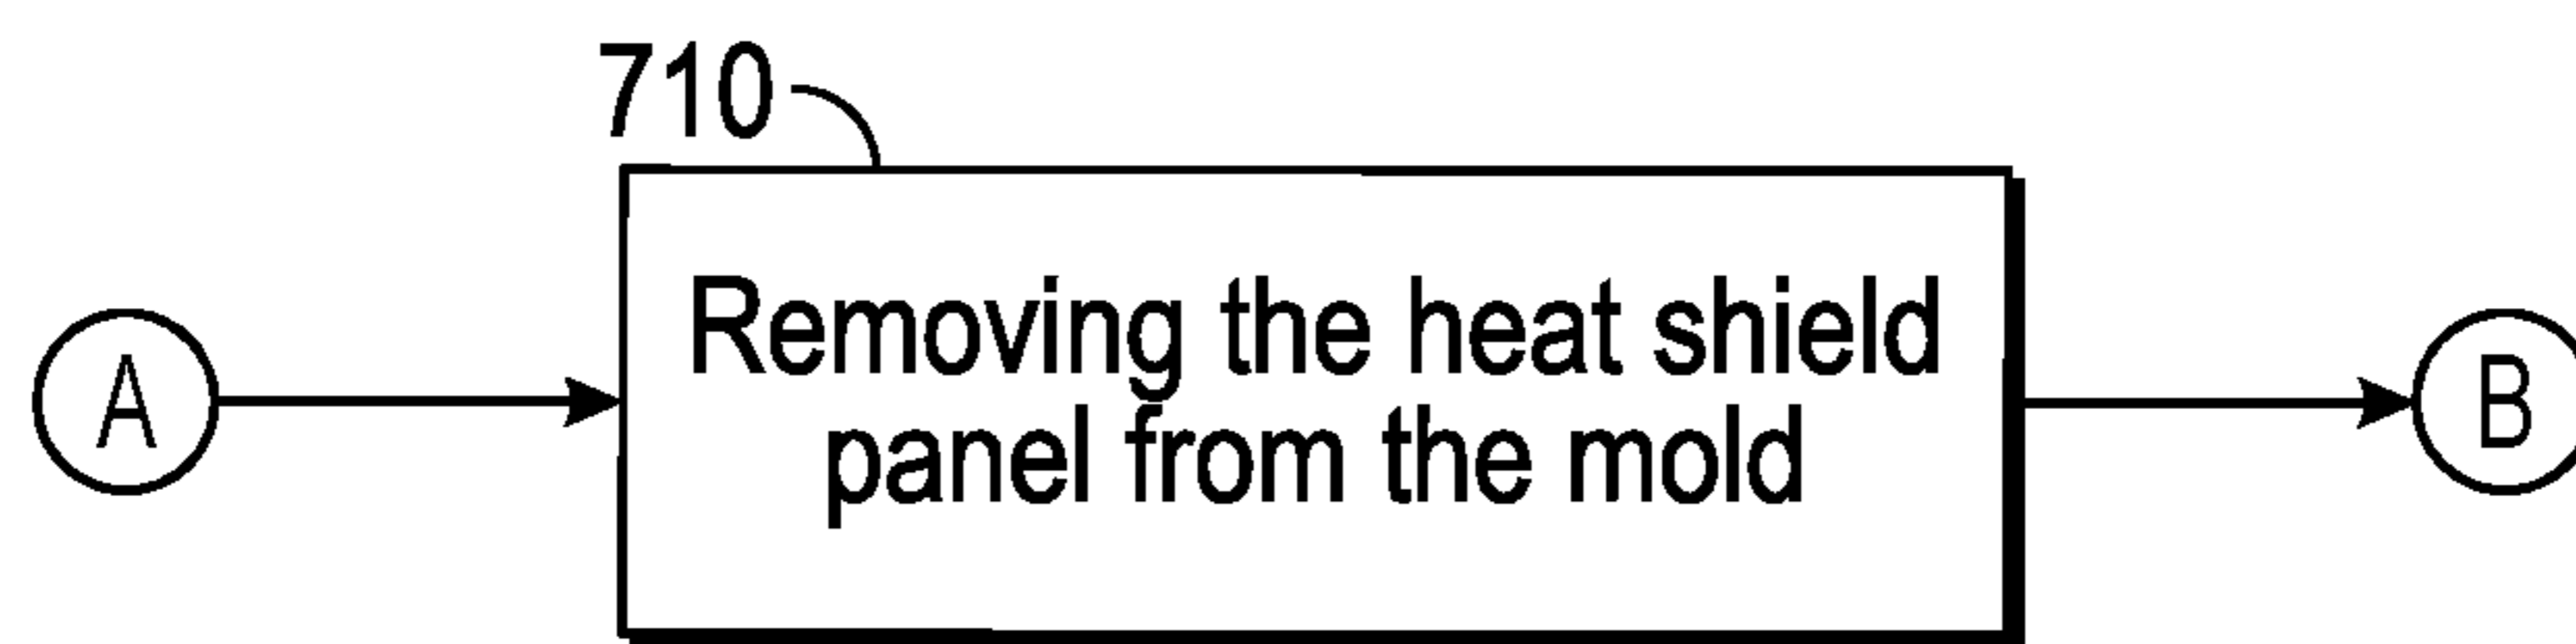 710
A
Removing the heat shield
panel from the mold
B